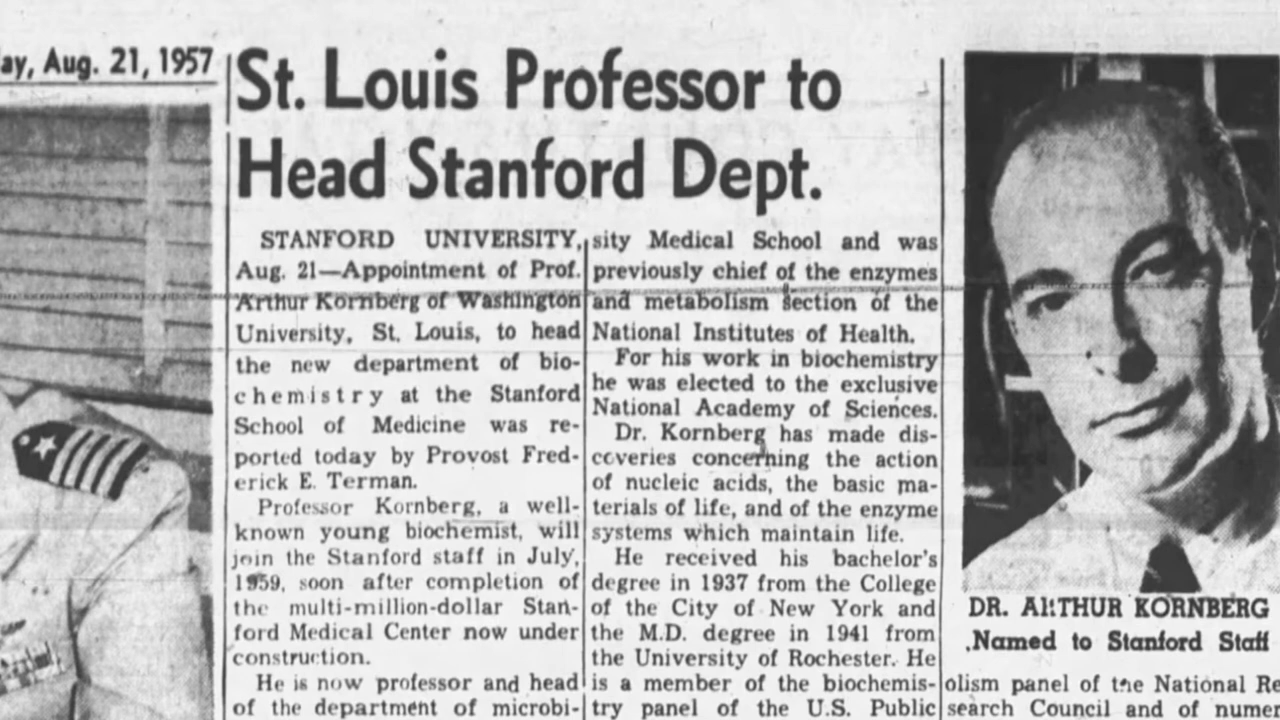 ay, Aug. 21, 1957
St. Louis Professor to
Head Stanford Dept.
STANFORD UNIVERSITY,
Aug. 21—Appointment of Prof.
Arthur Kornberg of Washington
University, St. Louis, to head
the new department of bio-
chemistry at the Stanford
School of Medicine was re-
ported today by Provost Fred-
erick E. Terman.
Professor Kornberg, a well-
known young biochemist, will
join the Stanford staff in July,
1959, soon after completion of
the multi-million-dollar Stan-
ford Medical Center now under
construction.
He is now professor and head
of the department of microbi-
sity Medical School and was
previously chief of the enzymes
and metabolism section of the
National Institutes of Health.
For his work in biochemistry
he was elected to the exclusive
National Academy of Sciences.
Dr. Kornberg has made dis-
coveries concerning the action
of nucleic acids, the basic ma-
terials of life, and of the enzyme
systems which maintain life.
He received his bachelor's
degree in 1937 from the College
of the City of New York and
the M.D. degree in 1941 from
the University of Rochester. He
is a member of the biochemis-
try panel of the U.S. Public
DR. ARTHUR KORNBERG
Named to Stanford Staff
olism panel of the National Re
search Council and of numer